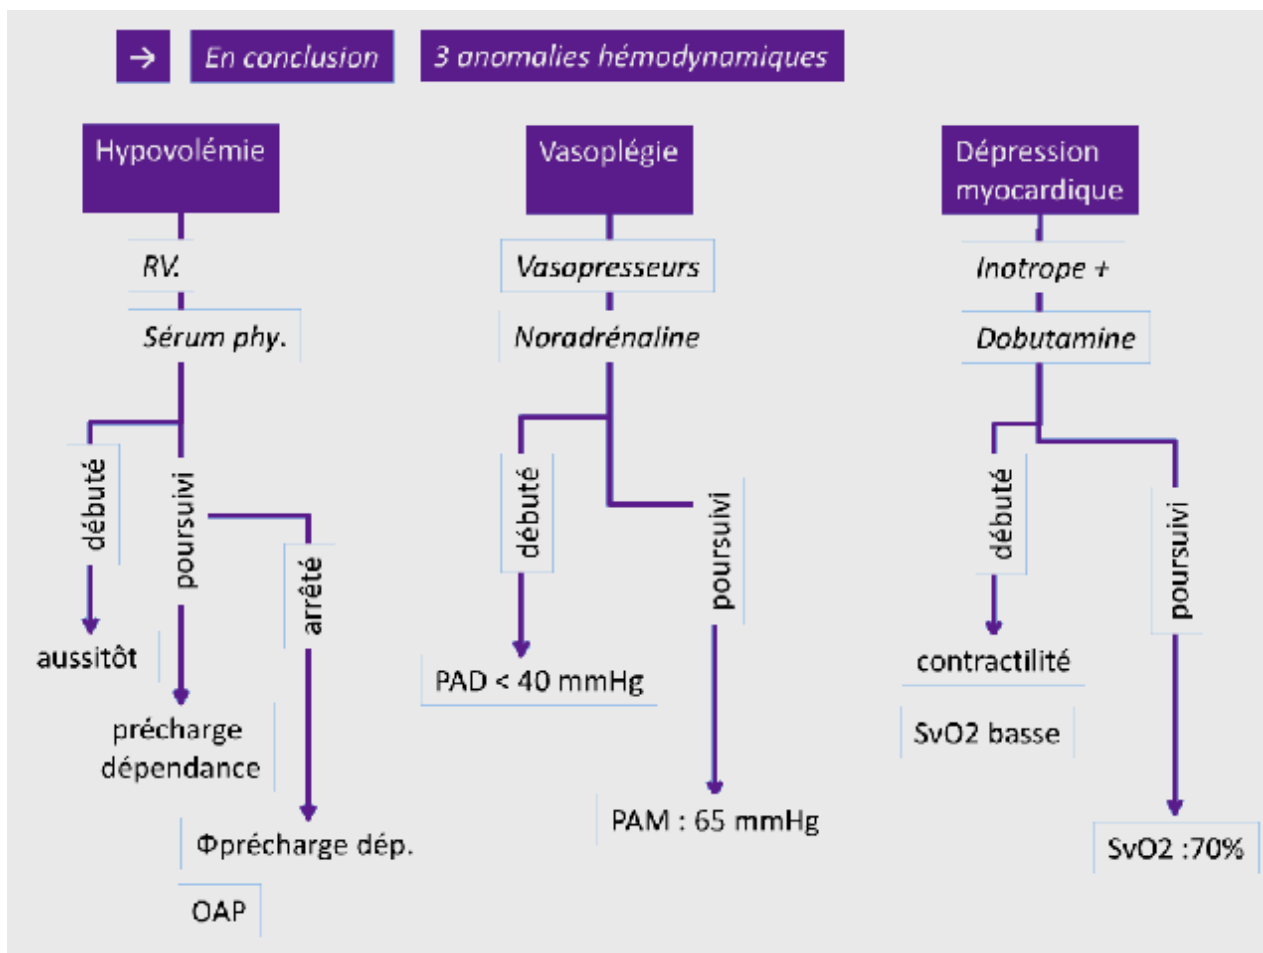 → En conclusion 3 anomalies hémodynamiques
Hypovolémie
RV.
Sérum phy.
débuté
poursuivi
arrêté
aussitôt
précharge
dépendance
Φprécharge dép.
OAP
Vasoplégie
Vasopresseurs
Noradrénaline
débuté
poursuivi
PAD < 40 mmHg
PAM : 65 mmHg
Dépression
myocardique
Inotrope +
Dobutamine
débuté
poursuivi
contractilité
SvO2 basse
SvO2 :70%